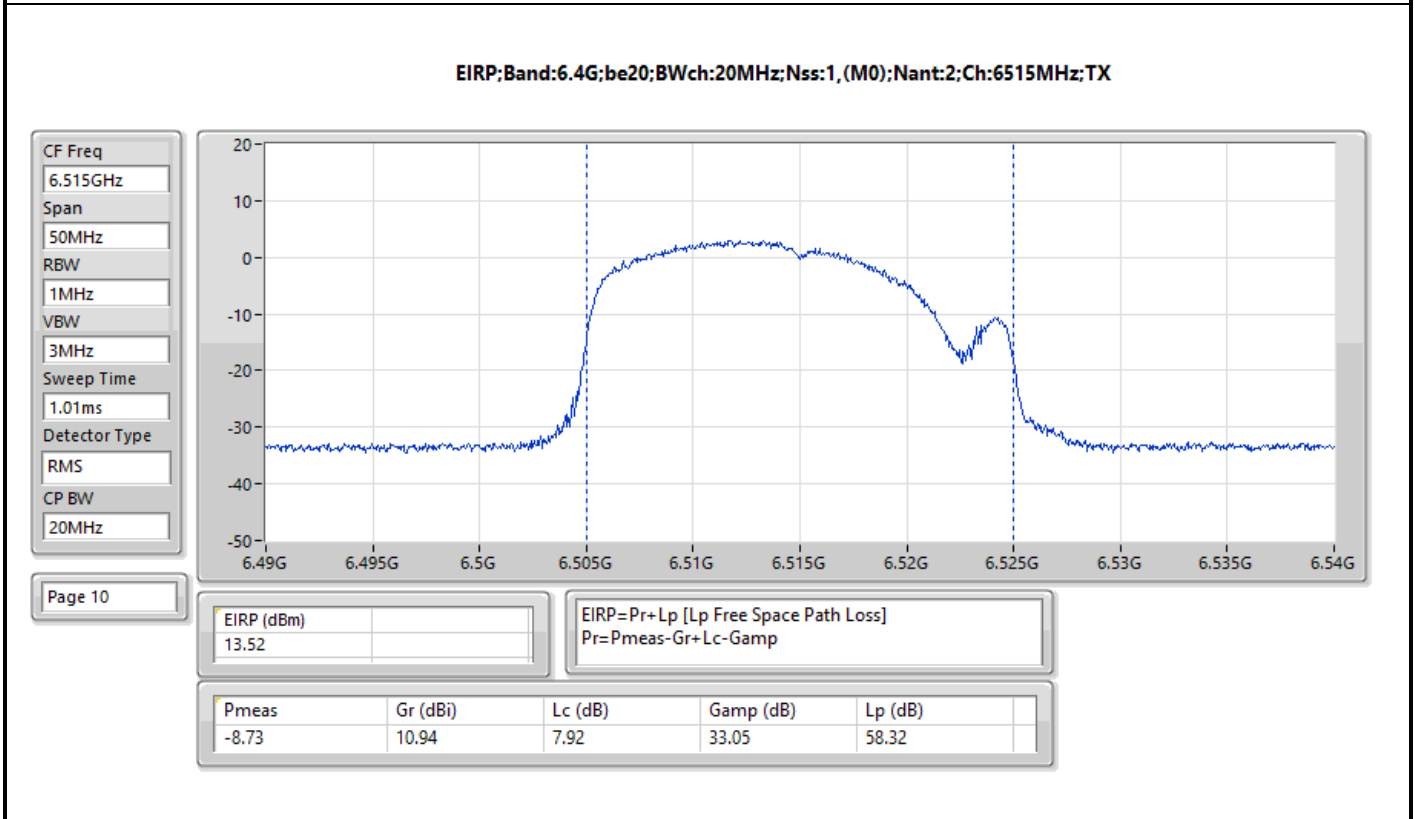 EIRP;Band:6.4G;be20;BWch:20MHz;Nss:1,(M0);Nant:2;Ch:6515MHz;TX
CF Freq
6.515GHz
Span
50MHz
RBW
1MHz
VBW
3MHz
Sweep Time
1.01ms
Detector Type
RMS
CP BW
20MHz
Page 10
20
10
0
-10
-20
-30
-40
-50
6.49G 6.495G 6.5G 6.505G 6.51G 6.515G 6.52G 6.525G 6.53G 6.535G 6.54G
EIRP (dBm)
13.52
EIRP=Pr+Lp [Lp Free Space Path Loss]
Pr=Pmeas-Gr+Lc-Gamp
Pmeas Gr (dBi) Lc (dB) Gamp (dB) Lp (dB)
-8.73 10.94 7.92 33.05 58.32